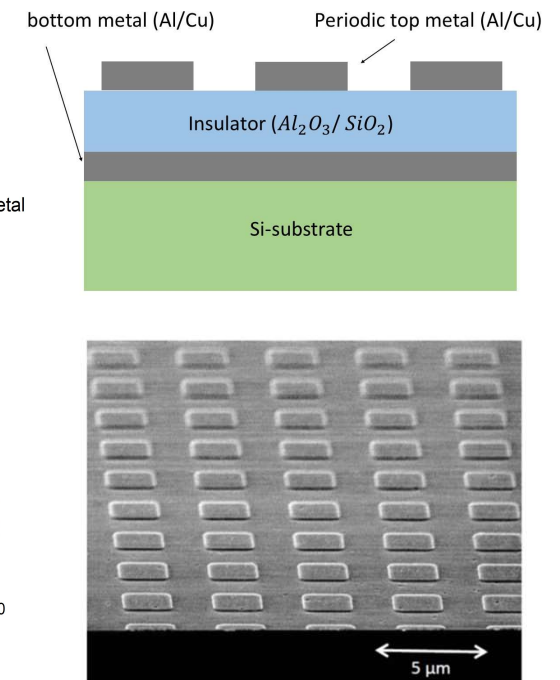 bottom metal (Al/Cu)
Periodic top metal (Al/Cu)
Insulator (Al₂O₃/ SiO₂)
etal
Si-substrate
0
5 μm